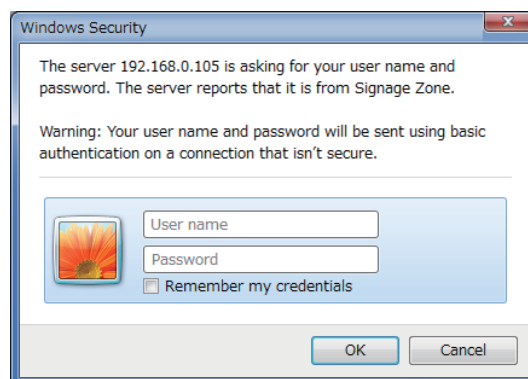 Windows Security
The server 192.168.0.105 is asking for your user name and
password. The server reports that it is from Signage Zone.
Warning: Your user name and password will be sent using basic
authentication on a connection that isn't secure.
User name
Password
Remember my credentials
OK Cancel